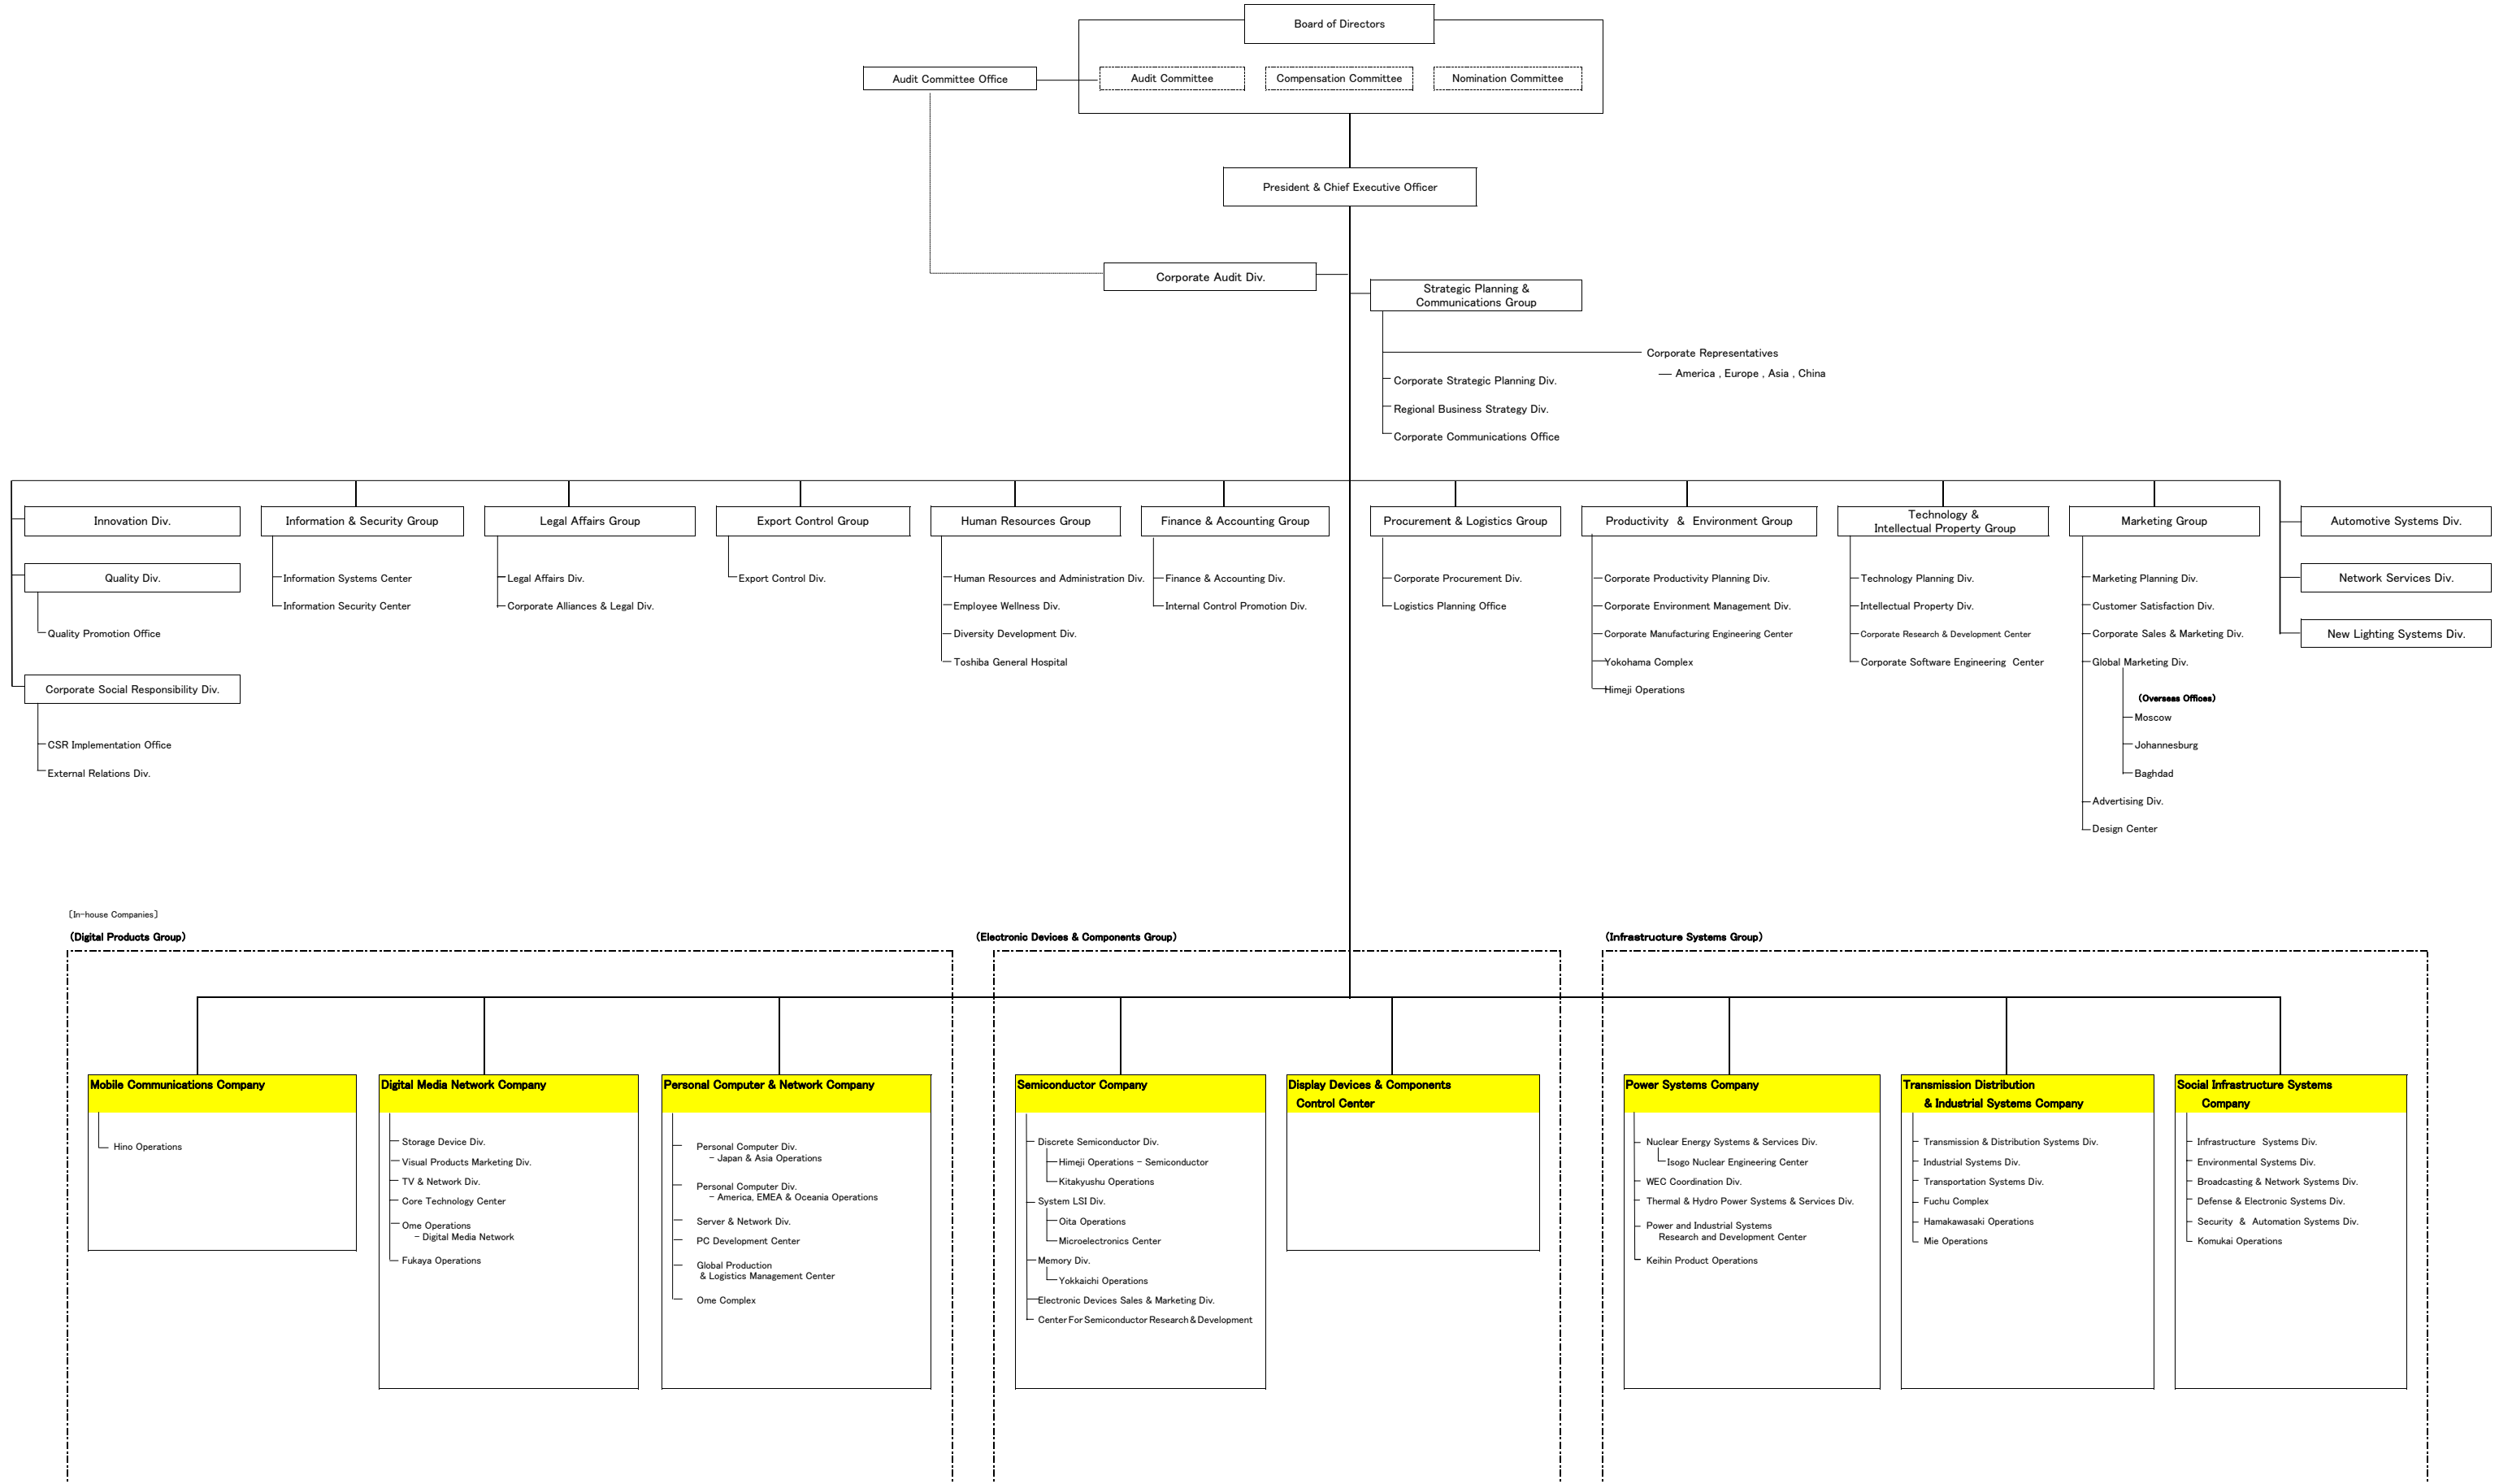 Board of Directors
Audit Committee Office
Audit Committee
Compensation Committee
Nomination Committee
President & Chief Executive Officer
Corporate Audit Div.
Strategic Planning &
Communications Group
Corporate Representatives
— America , Europe , Asia , China
Corporate Strategic Planning Div.
Regional Business Strategy Div.
Corporate Communications Office
Innovation Div.
Quality Div.
Quality Promotion Office
Corporate Social Responsibility Div.
CSR Implementation Office
External Relations Div.
Information & Security Group
Information Systems Center
Information Security Center
Legal Affairs Group
Legal Affairs Div.
Corporate Alliances & Legal Div.
Export Control Group
Export Control Div.
Human Resources Group
Human Resources and Administration Div.
Employee Wellness Div.
Diversity Development Div.
Toshiba General Hospital
Finance & Accounting Group
Finance & Accounting Div.
Internal Control Promotion Div.
Procurement & Logistics Group
Corporate Procurement Div.
Logistics Planning Office
Productivity & Environment Group
Corporate Productivity Planning Div.
Corporate Environment Management Div.
Corporate Manufacturing Engineering Center
Yokohama Complex
Himeji Operations
Technology &
Intellectual Property Group
Technology Planning Div.
Intellectual Property Div.
Corporate Research & Development Center
Corporate Software Engineering Center
Marketing Group
Marketing Planning Div.
Customer Satisfaction Div.
Corporate Sales & Marketing Div.
Global Marketing Div.
(Overseas Offices)
Moscow
Johannesburg
Baghdad
Advertising Div.
Design Center
Automotive Systems Div.
Network Services Div.
New Lighting Systems Div.
〔In-house Companies〕
(Digital Products Group)
Mobile Communications Company
Hino Operations
Digital Media Network Company
Storage Device Div.
Visual Products Marketing Div.
TV & Network Div.
Core Technology Center
Ome Operations
- Digital Media Network
Fukaya Operations
Personal Computer & Network Company
Personal Computer Div.
- Japan & Asia Operations
Personal Computer Div.
- America, EMEA & Oceania Operations
Server & Network Div.
PC Development Center
Global Production
& Logistics Management Center
Ome Complex
(Electronic Devices & Components Group)
Semiconductor Company
Discrete Semiconductor Div.
Himeji Operations - Semiconductor
Kitakyushu Operations
System LSI Div.
Oita Operations
Microelectronics Center
Memory Div.
Yokkaichi Operations
Electronic Devices Sales & Marketing Div.
Center For Semiconductor Research & Development
Display Devices & Components
Control Center
(Infrastructure Systems Group)
Power Systems Company
Nuclear Energy Systems & Services Div.
Isogo Nuclear Engineering Center
WEC Coordination Div.
Thermal & Hydro Power Systems & Services Div.
Power and Industrial Systems
Research and Development Center
Keihin Product Operations
Transmission Distribution
& Industrial Systems Company
Transmission & Distribution Systems Div.
Industrial Systems Div.
Transportation Systems Div.
Fuchu Complex
Hamakawasaki Operations
Mie Operations
Social Infrastructure Systems
Company
Infrastructure Systems Div.
Environmental Systems Div.
Broadcasting & Network Systems Div.
Defense & Electronic Systems Div.
Security & Automation Systems Div.
Komukai Operations